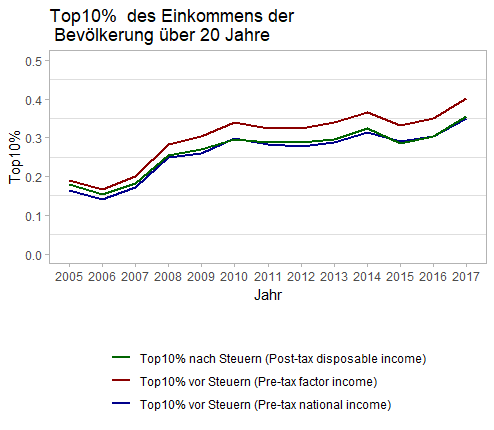 Top10%  des Einkommens der
Bevölkerung über 20 Jahre
0.5
0.4
0.3
0.2
0.1
0.0
Top10%
2005 2006 2007 2008 2009 2010 2011 2012 2013 2014 2015 2016 2017
Jahr
Top10% nach Steuern (Post-tax disposable income)
Top10% vor Steuern (Pre-tax factor income)
Top10% vor Steuern (Pre-tax national income)